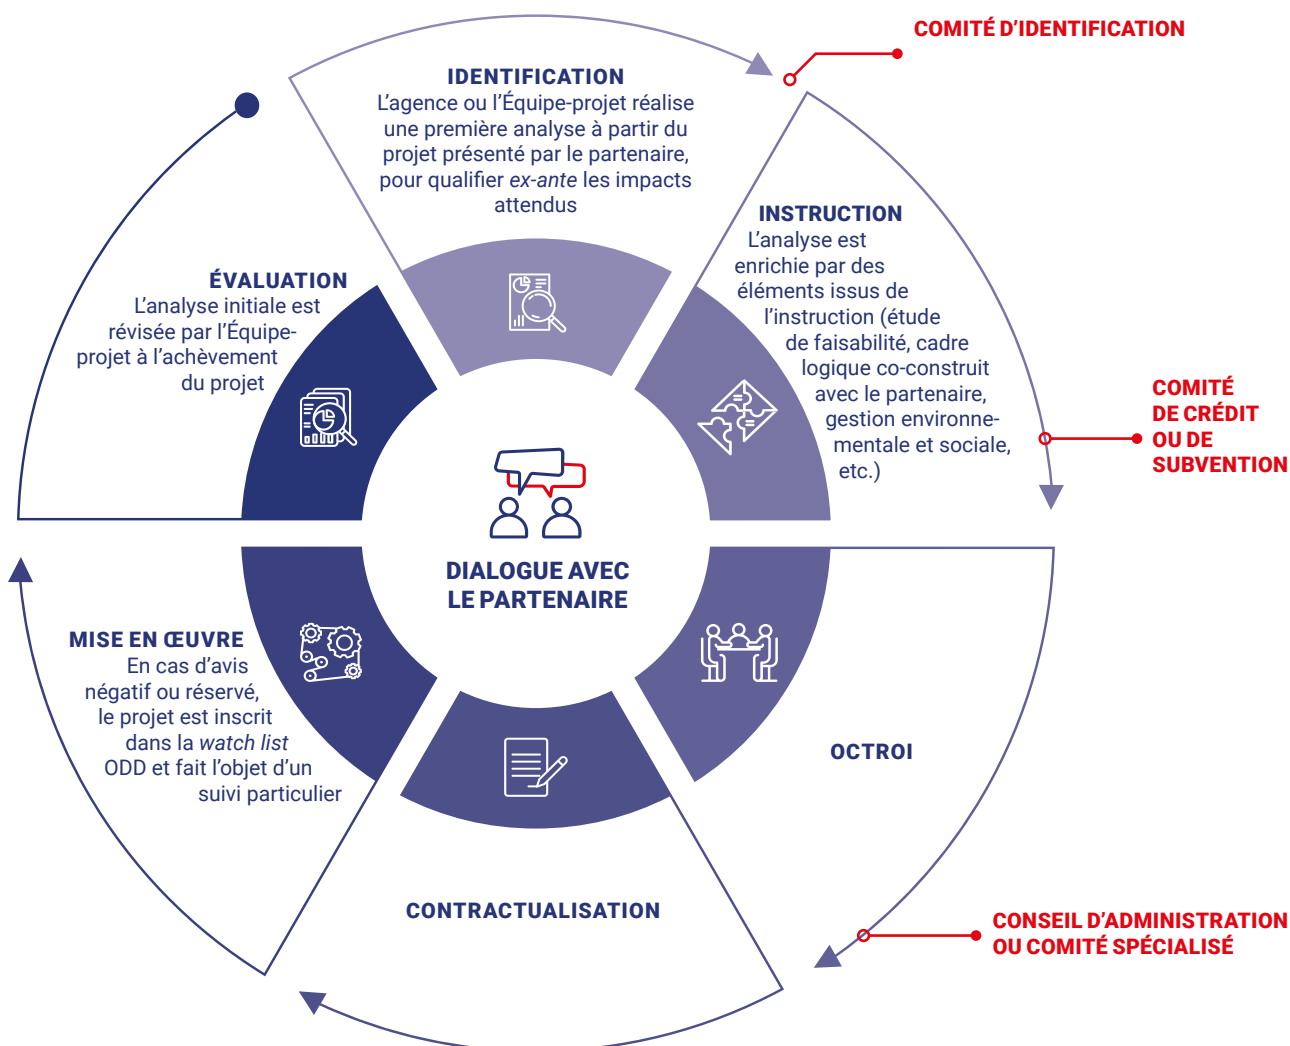 COMITÉ D'IDENTIFICATION
IDENTIFICATION
L'agence ou l'Équipe-projet réalise
une première analyse à partir du
projet présenté par le partenaire,
pour qualifier ex-ante les impacts
attendus
INSTRUCTION
L'analyse est
enrichie par des
éléments issus de
l'instruction (étude
de faisabilité, cadre
logique co-construit
avec le partenaire,
gestion environne-
mentale et sociale,
etc.)
COMITÉ
DE CRÉDIT
OU DE
SUBVENTION
ÉVALUATION
L'analyse initiale est
révisée par l'Équipe-
projet à l'achèvement
du projet
DIALOGUE AVEC
LE PARTENAIRE
MISE EN ŒUVRE
En cas d'avis
négatif ou réservé,
le projet est inscrit
dans la watch list
ODD et fait l'objet d'un
suivi particulier
OCTROI
CONTRACTUALISATION
CONSEIL D'ADMINISTRATION
OU COMITÉ SPÉCIALISÉ